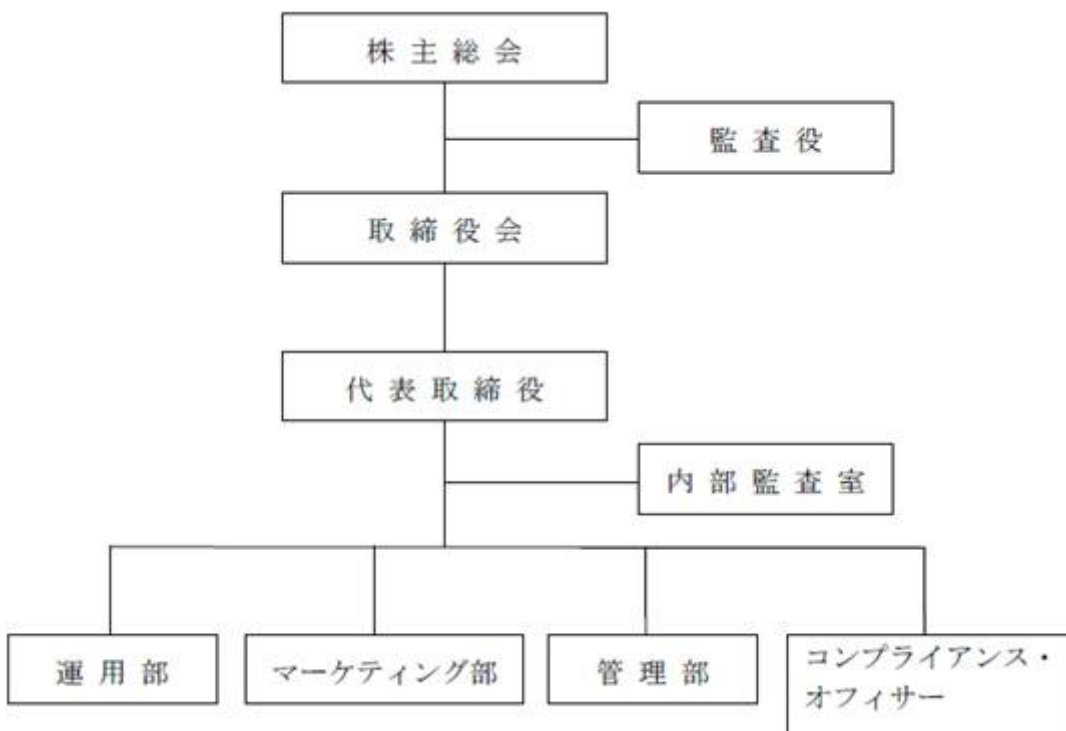 株主総会
監査役
取締役会
代表取締役
内部監査室
運用部
マーケティング部
管理部
コンプライアンス・
オフィサー